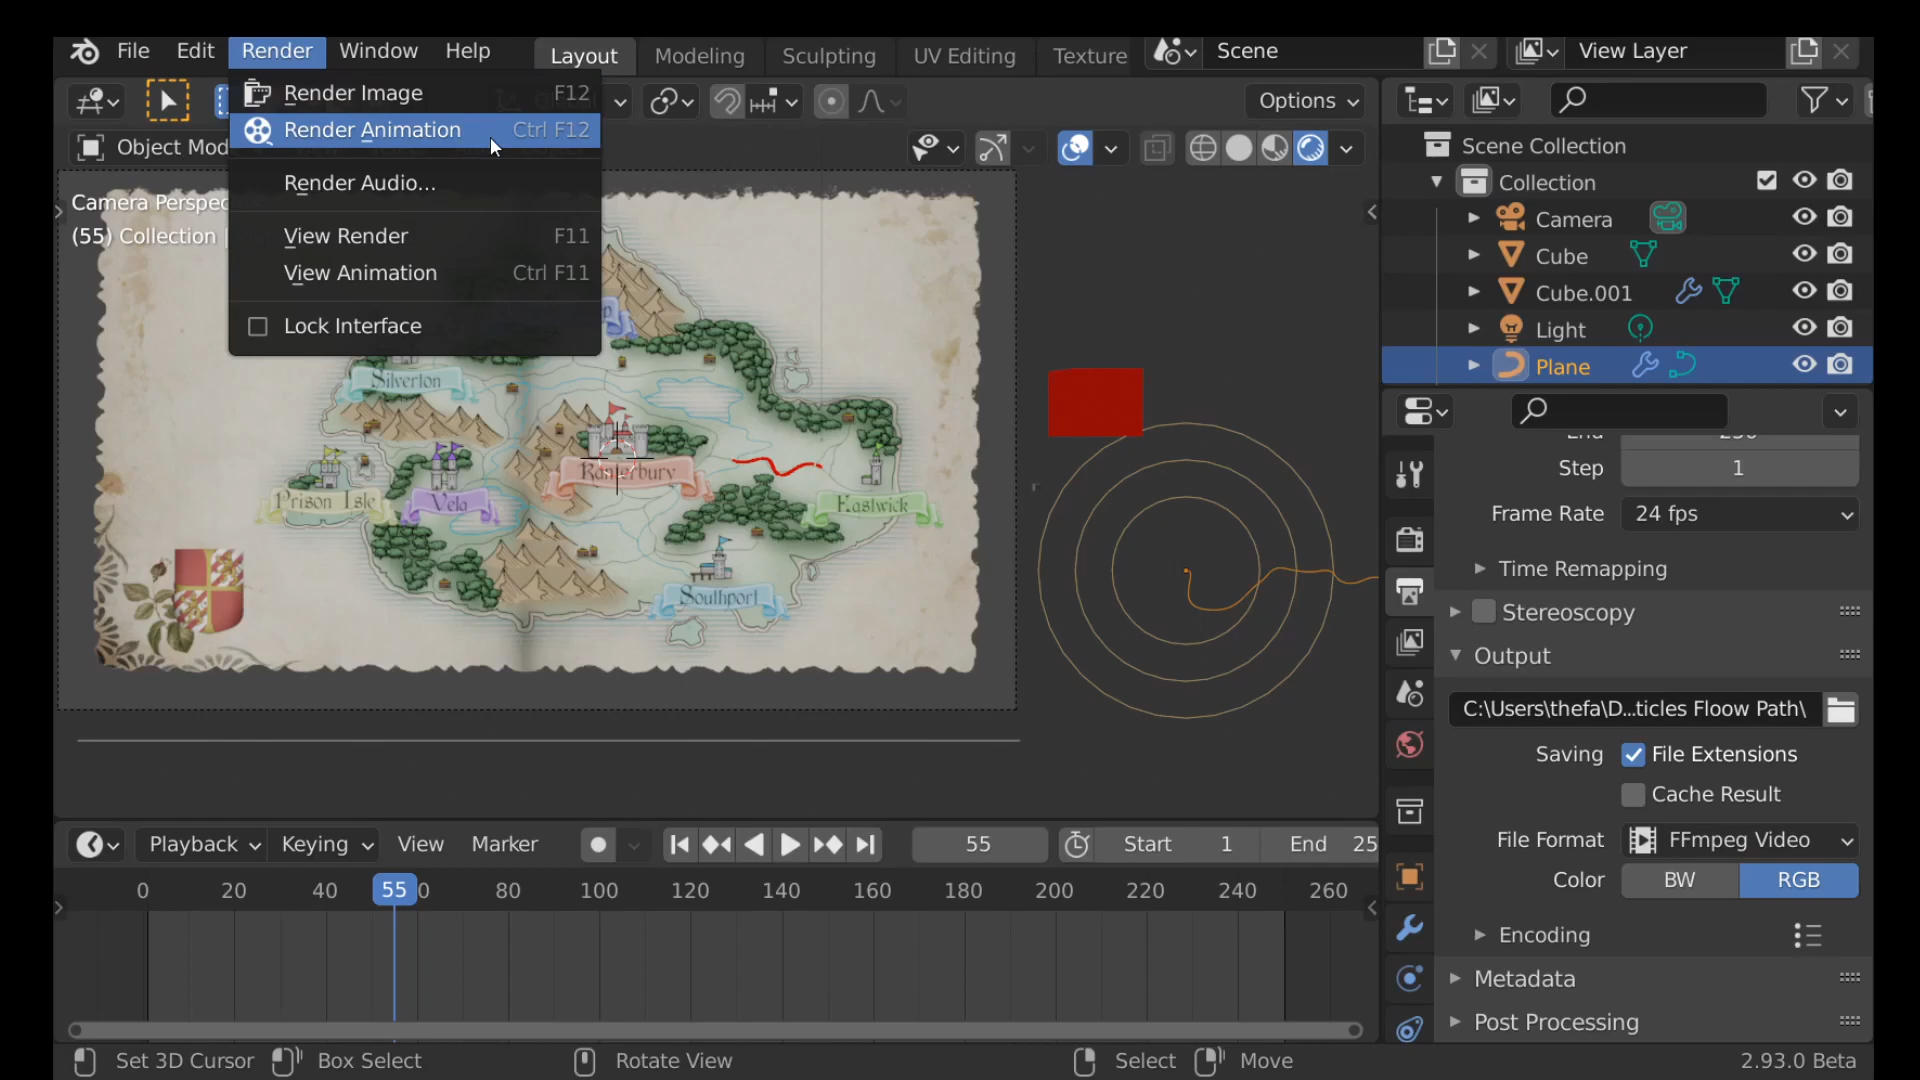 File Edit Render Window Help Layout Modeling Sculpting UV Editing Texture Scene View Layer
Render Image F12
Options
Render Animation Ctrl F12
Object Mod
Scene Collection
Render Audio...
Collection
Camera Perspec
Camera
(55) Collection
View Render F11
Cube
View Animation Ctrl F11
Cube.001
Lock Interface
Light
Plane
Silverton
Kanterbury
Prison Isle
Vela
Eastwick
Southport
Step 1
Frame Rate 24 fps
Time Remapping
Stereoscopy
Output
C:\Users\thefa\D...ticles Floow Path\
Saving File Extensions
Cache Result
File Format FFmpeg Video
Color BW RGB
Encoding
Metadata
Post Processing
Playback Keying View Marker 55 Start 1 End 25
0 20 40 55 0 80 100 120 140 160 180 200 220 240 260
Set 3D Cursor Box Select Rotate View Select Move 2.93.0 Beta